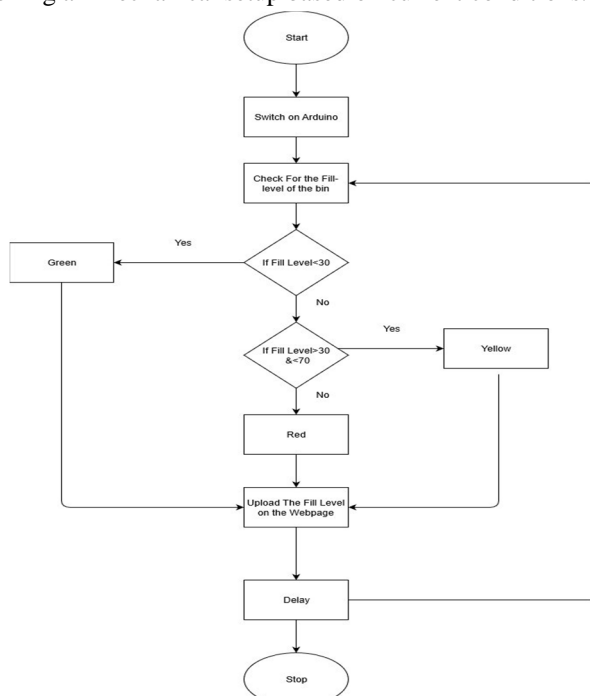 Start
Switch on Arduino
Check For the Fill-
level of the bin
Yes
Green
If Fill Level<30
No
If Fill Level>30
&<70
Yes
Yellow
No
Red
Upload The Fill Level
on the Webpage
Delay
Stop